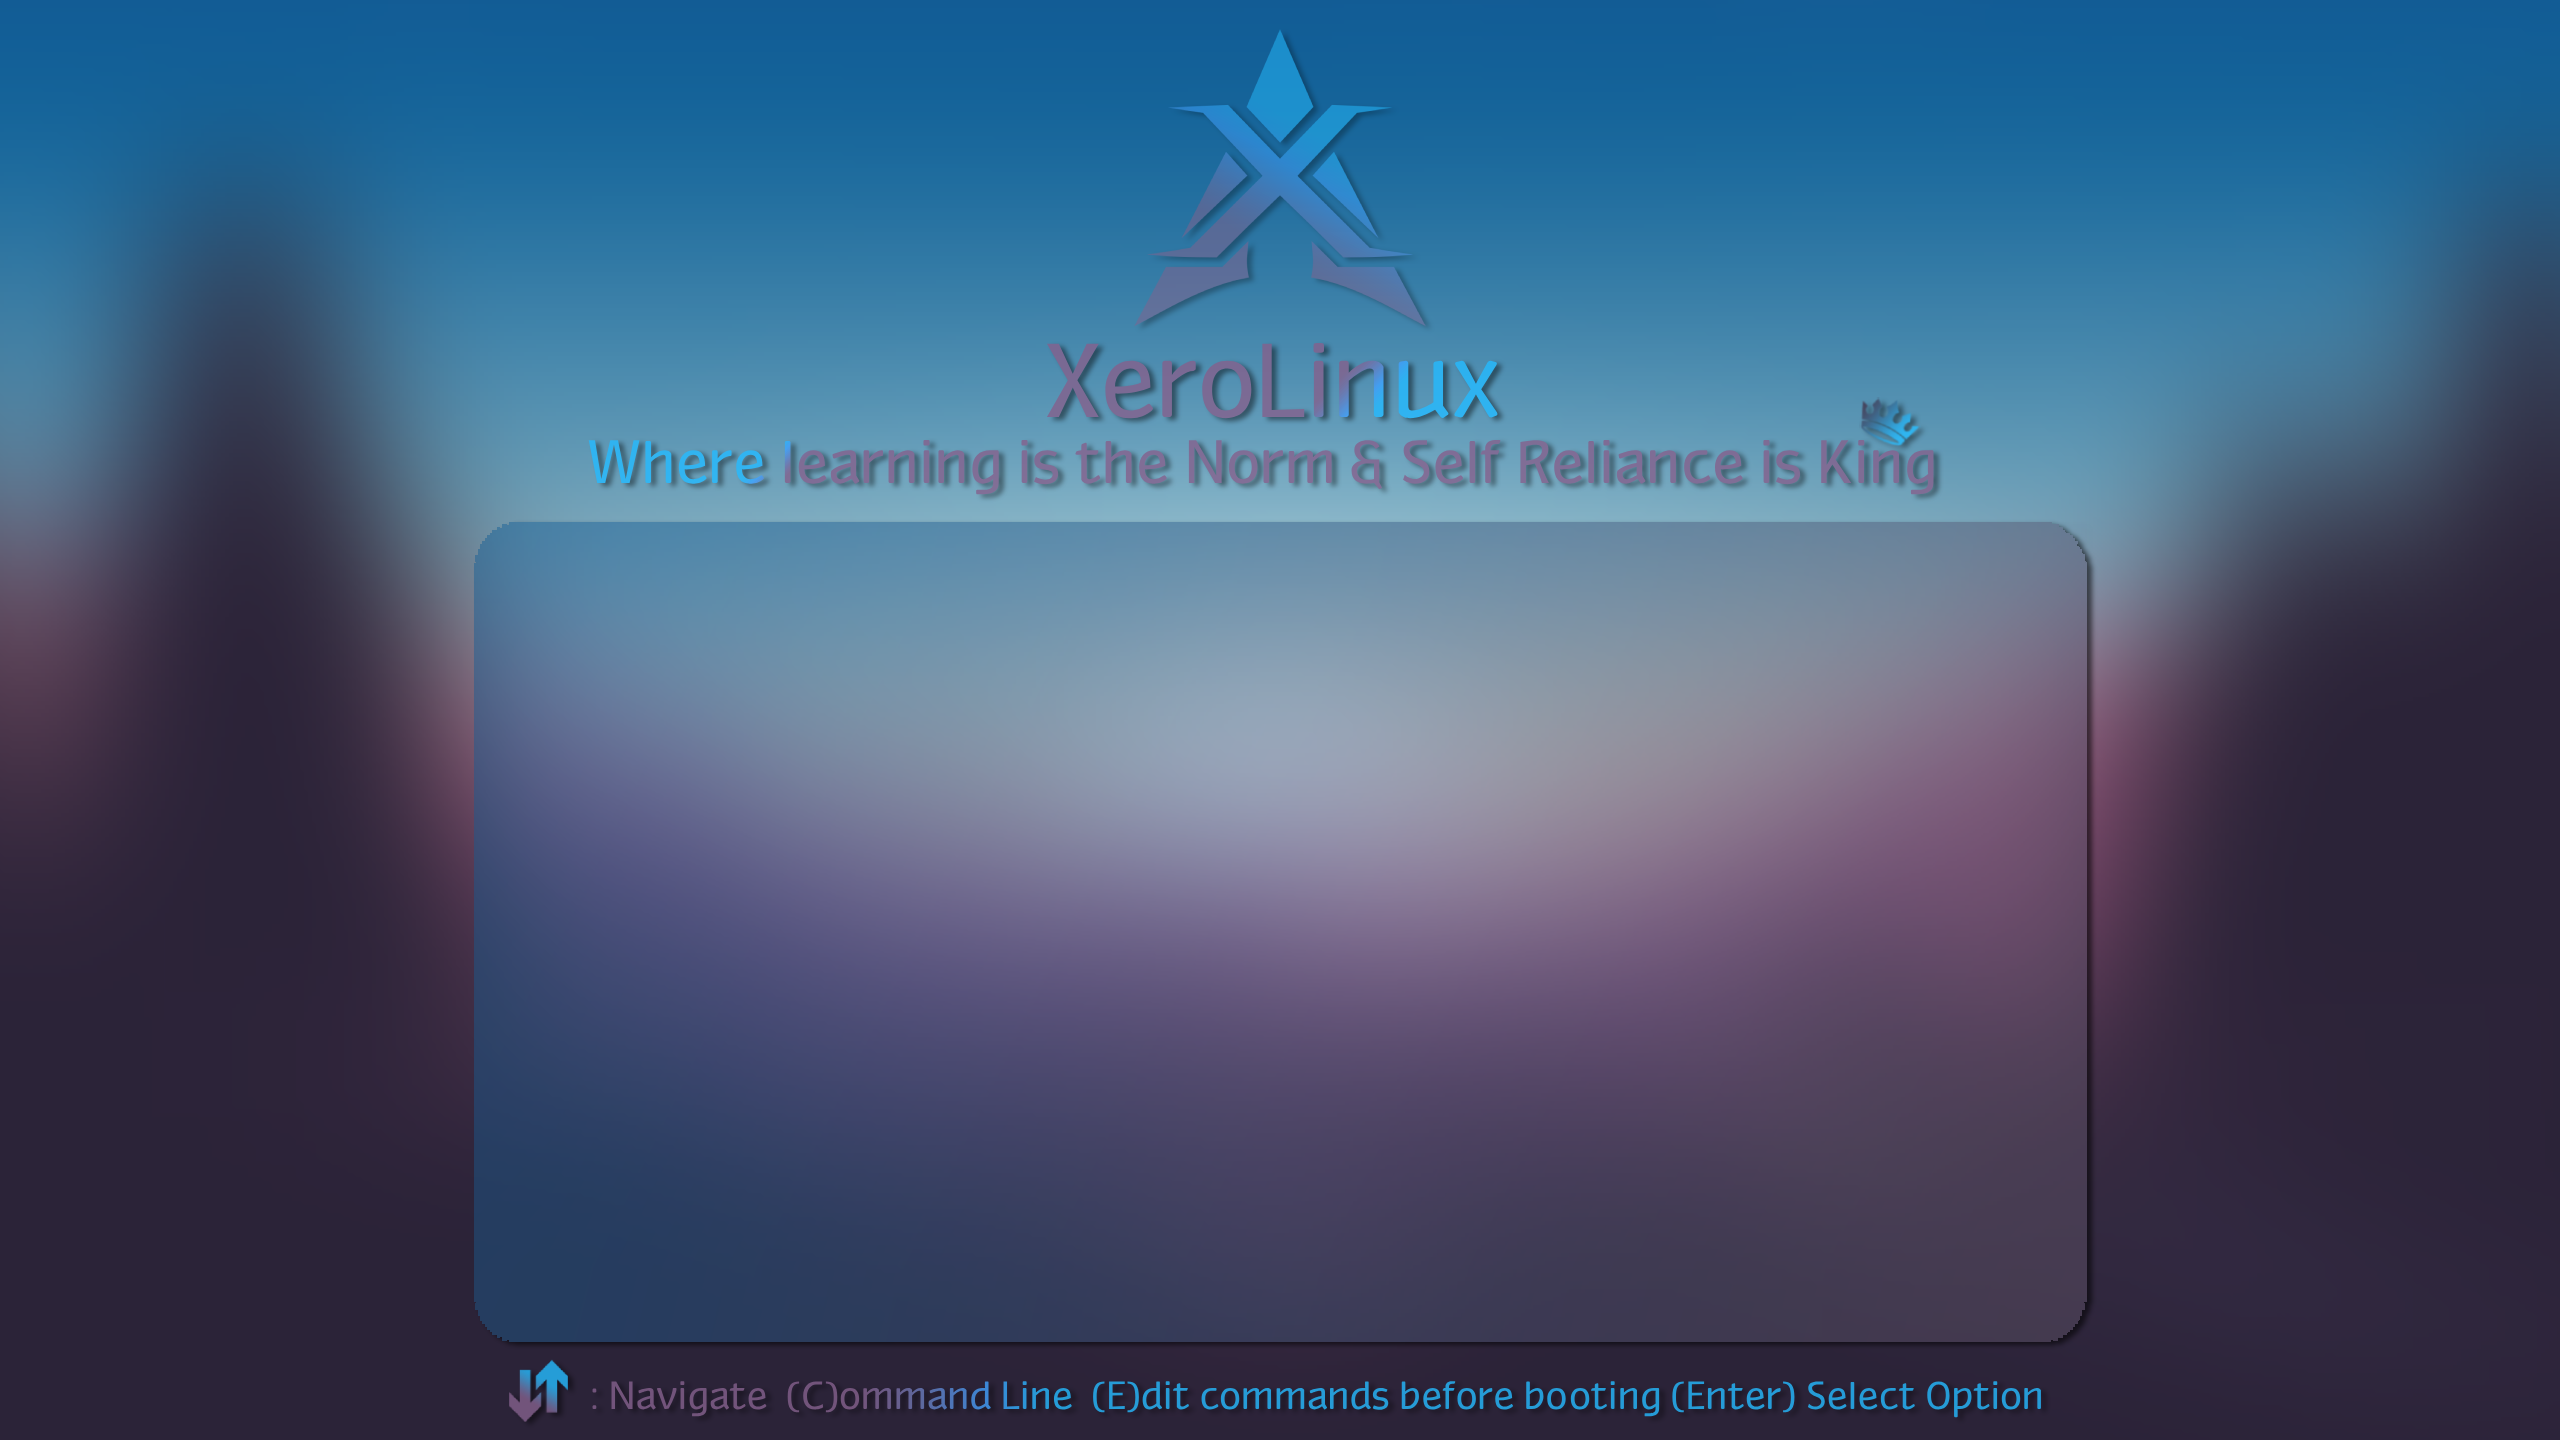 XeroLinux
Where learning is the Norm & Self Reliance is King
: Navigate (C)ommand Line (E)dit commands before booting (Enter) Select Option